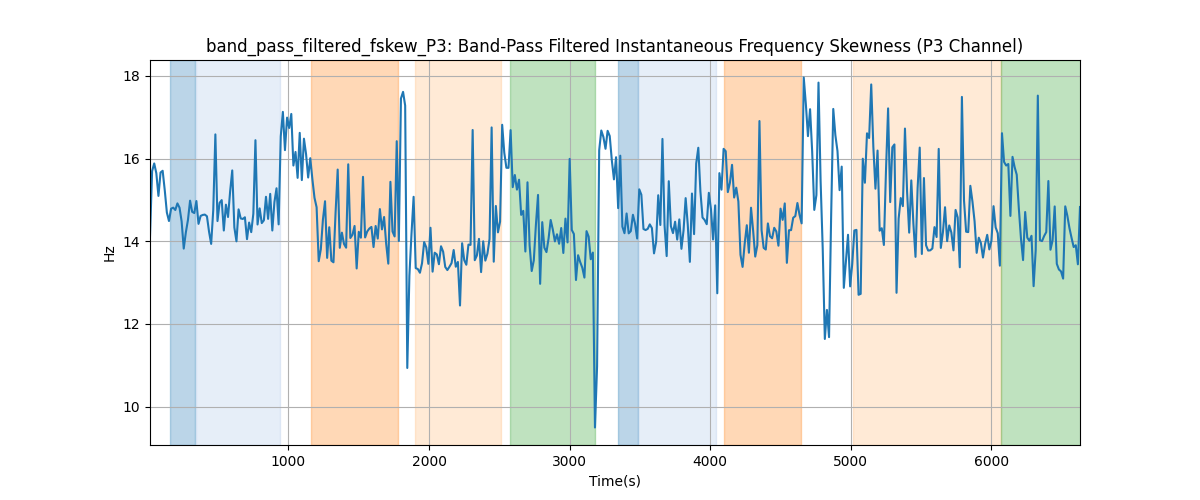 band_pass_filtered_fskew_P3: Band-Pass Filtered Instantaneous Frequency Skewness (P3 Channel)
18
16
14
12
10
Hz
1000 2000 3000 4000 5000 6000
Time(s)